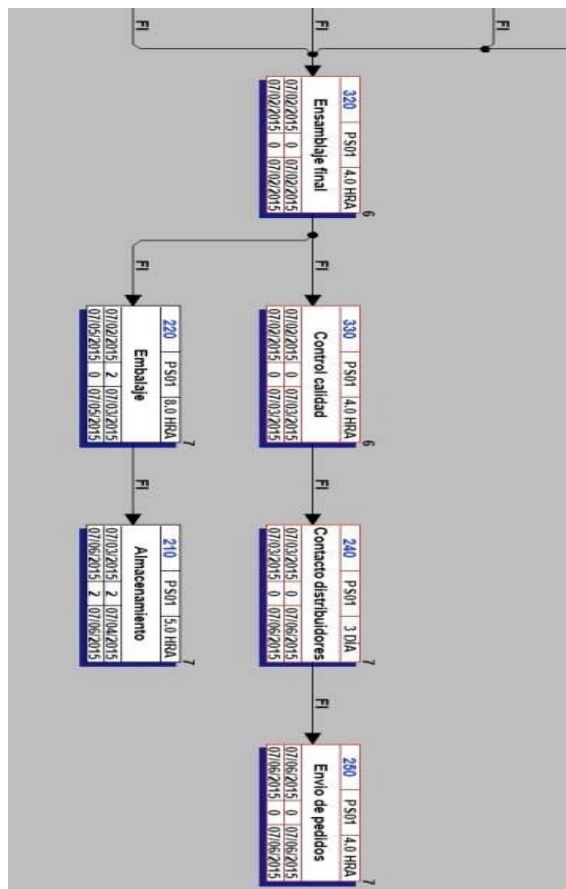 FI
FI
FI
6
320 PS01 4.0 HRA
Ensamblaje final
07/02/2015 0 07/02/2015
07/02/2015 0 07/02/2015
FI
6
330 PS01 4.0 HRA
Control calidad
07/02/2015 0 07/03/2015
07/02/2015 0 07/03/2015
FI
7
240 PS01 3 DIA
Contacto distribuidores
07/03/2015 0 07/06/2015
07/03/2015 0 07/06/2015
FI
7
250 PS01 4.0 HRA
Envio de pedidos
07/06/2015 0 07/06/2015
07/06/2015 0 07/06/2015
FI
7
220 PS01 8.0 HRA
Embalaje
07/02/2015 2 07/03/2015
07/05/2015 0 07/05/2015
FI
7
210 PS01 5.0 HRA
Almacenamiento
07/03/2015 2 07/04/2015
07/06/2015 2 07/06/2015